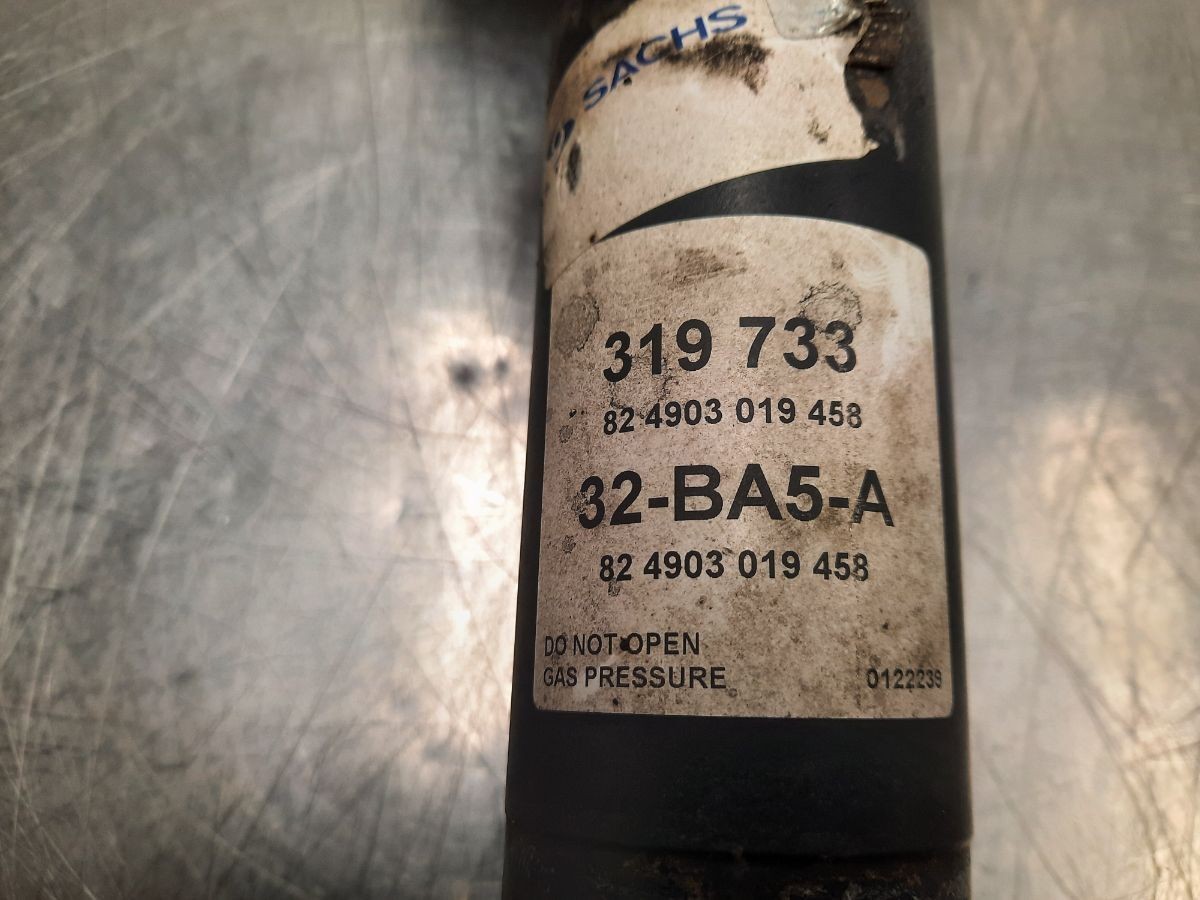 SACHS
319 733
82 4903 019 458
32-BA5-A
82 4903 019 458
DO NOT OPEN
GAS PRESSURE
0122239